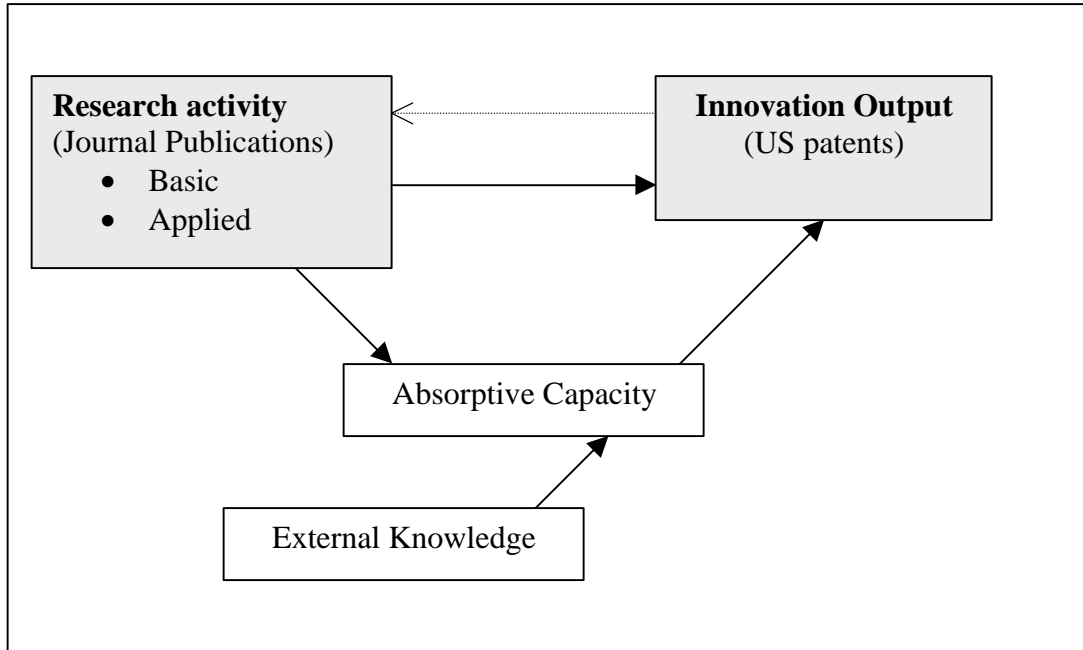 Research activity
(Journal Publications)
• Basic
• Applied
Innovation Output
(US patents)
Absorptive Capacity
External Knowledge